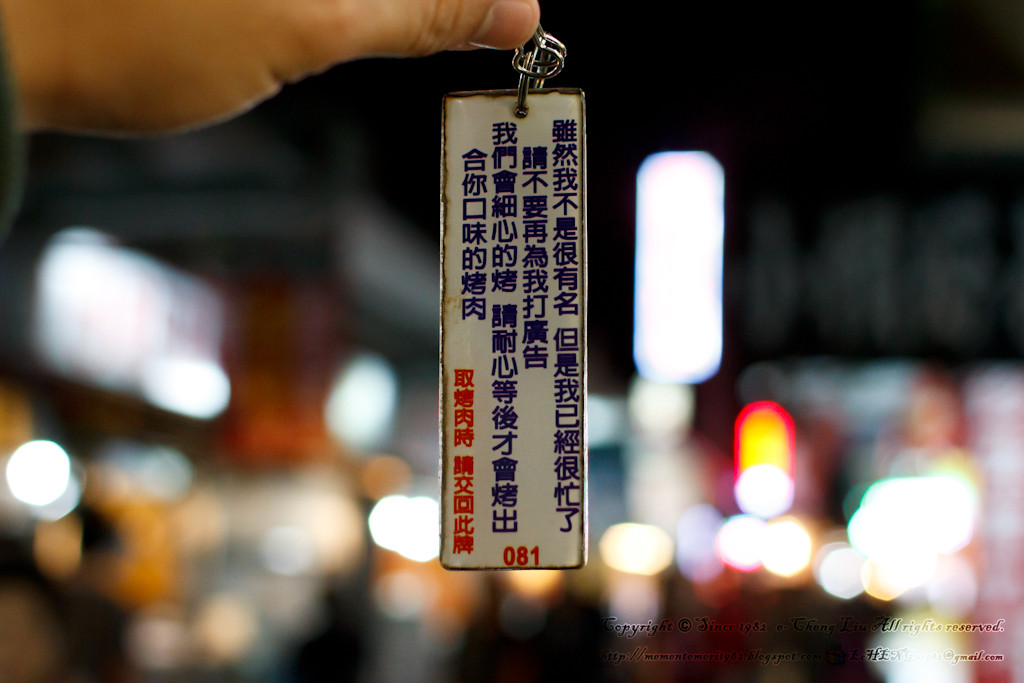 雖然我不是很有名 但是我已經很忙了
請不要再為我打廣告
我們會細心的烤 請耐心等後才會烤出
合你口味的烤肉
取烤肉時 請交回此牌
081
Copyright © Since 1982 e-Cheng Liu All rights reserved.